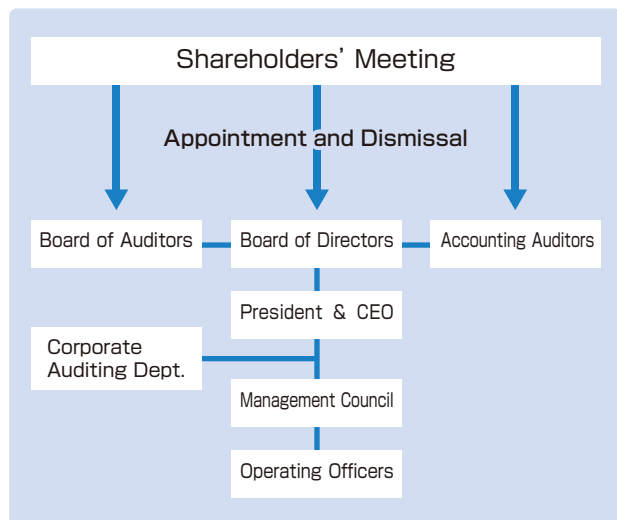 Shareholders’ Meeting
Appointment and Dismissal
Board of Auditors
Board of Directors
Accounting Auditors
President & CEO
Corporate
Auditing Dept.
Management Council
Operating Officers